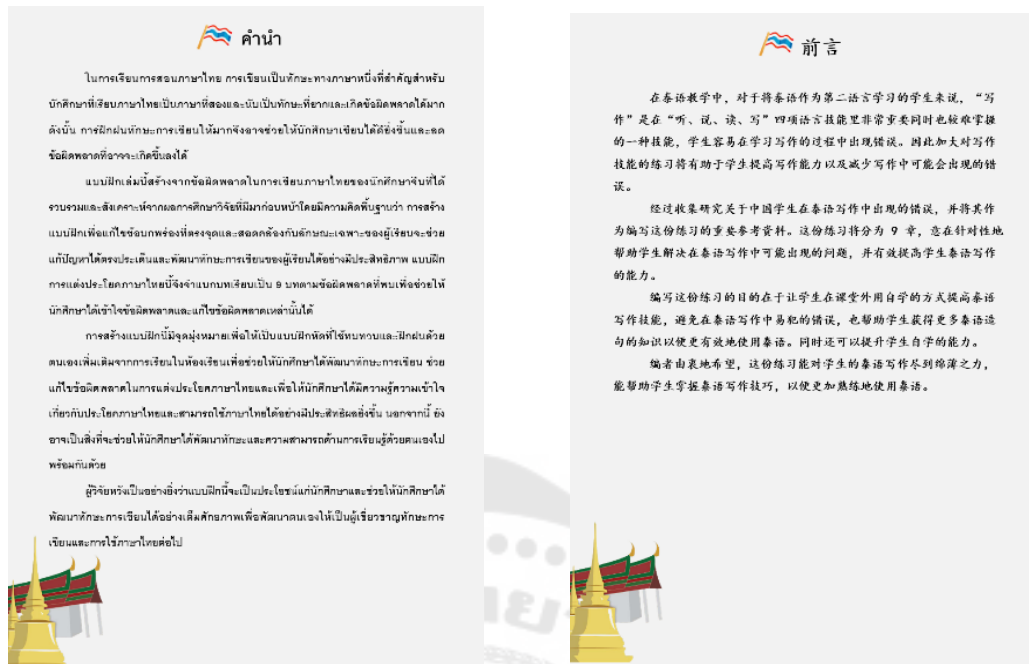 คำนำ
ในการเรียนการสอนภาษาไทย การเขียนเป็นทักษะทางภาษาหนึ่งที่สำคัญสำหรับ
นักศึกษาที่เรียนภาษาไทยเป็นภาษาที่สองและนับเป็นทักษะที่ยากและเกิดข้อผิดพลาดได้มาก
ดังนั้น การฝึกฝนทักษะการเขียนให้มากจึงอาจช่วยให้นักศึกษาเขียนได้ดียิ่งขึ้นและลด
ข้อผิดพลาดที่อาจจะเกิดขึ้นลงได้
แบบฝึกเล่มนี้สร้างจากข้อผิดพลาดในการเขียนภาษาไทยของนักศึกษาจีนที่ได้
รวบรวมและสังเคราะห์จากผลการศึกษาวิจัยที่มีมาก่อนหน้าโดยมีความคิดพื้นฐานว่า การสร้าง
แบบฝึกเพื่อแก้ไขข้อบกพร่องที่ตรงจุดและสอดคล้องกับลักษณะเฉพาะของผู้เรียนจะช่วย
แก้ปัญหาได้ตรงประเด็นและพัฒนาทักษะการเขียนของผู้เรียนได้อย่างมีประสิทธิภาพ แบบฝึก
การแต่งประโยคภาษาไทยนี้จึงจำแนกบทเรียนเป็น 9 บทตามข้อผิดพลาดที่พบเพื่อช่วยให้
นักศึกษาได้เข้าใจข้อผิดพลาดและแก้ไขข้อผิดพลาดเหล่านั้นได้
การสร้างแบบฝึกนี้มีจุดมุ่งหมายเพื่อให้เป็นแบบฝึกหัดที่ใช้ทบทวนและฝึกฝนด้วย
ตนเองเพิ่มเติมจากการเรียนในห้องเรียนเพื่อช่วยให้นักศึกษาได้พัฒนาทักษะการเขียน ช่วย
แก้ไขข้อผิดพลาดในการแต่งประโยคภาษาไทยและเพื่อให้นักศึกษาได้มีความรู้ความเข้าใจ
เกี่ยวกับประโยคภาษาไทยและสามารถใช้ภาษาไทยได้อย่างมีประสิทธิผลยิ่งขึ้น นอกจากนี้ ยัง
อาจเป็นสิ่งที่จะช่วยให้นักศึกษาได้พัฒนาทักษะและความสามารถด้านการเรียนรู้ด้วยตนเองไป
พร้อมกันด้วย
ผู้วิจัยหวังเป็นอย่างยิ่งว่าแบบฝึกนี้จะเป็นประโยชน์แก่นักศึกษาและช่วยให้นักศึกษาได้
พัฒนาทักษะการเขียนได้อย่างเต็มศักยภาพเพื่อพัฒนาตนเองให้เป็นผู้เชี่ยวชาญทักษะการ
เขียนและการใช้ภาษาไทยต่อไป
前言
在泰语教学中，对于将泰语作为第二语言学习的学生来说，“写
作”是在“听、说、读、写”四项语言技能里非常重要同时也较难掌握
的一种技能，学生容易在学习写作的过程中出现错误。因此加大对写作
技能的练习将有助于学生提高写作能力以及减少写作中可能会出现的错
误。
经过收集研究关于中国学生在泰语写作中出现的错误，并将其作
为编写这份练习的重要参考资料。这份练习将分为 9 章，意在针对性地
帮助学生解决在泰语写作中可能出现的问题，并有效提高学生泰语写作
的能力。
编写这份练习的目的在于让学生在课堂外用自学的方式提高泰语
写作技能，避免在泰语写作中易犯的错误，也帮助学生获得更多泰语造
句的知识以便更有效地使用泰语。同时还可以提升学生自学的能力。
编者由衷地希望，这份练习能对学生的泰语写作尽到绵薄之力，
能帮助学生掌握泰语写作技巧，以便更加熟练地使用泰语。